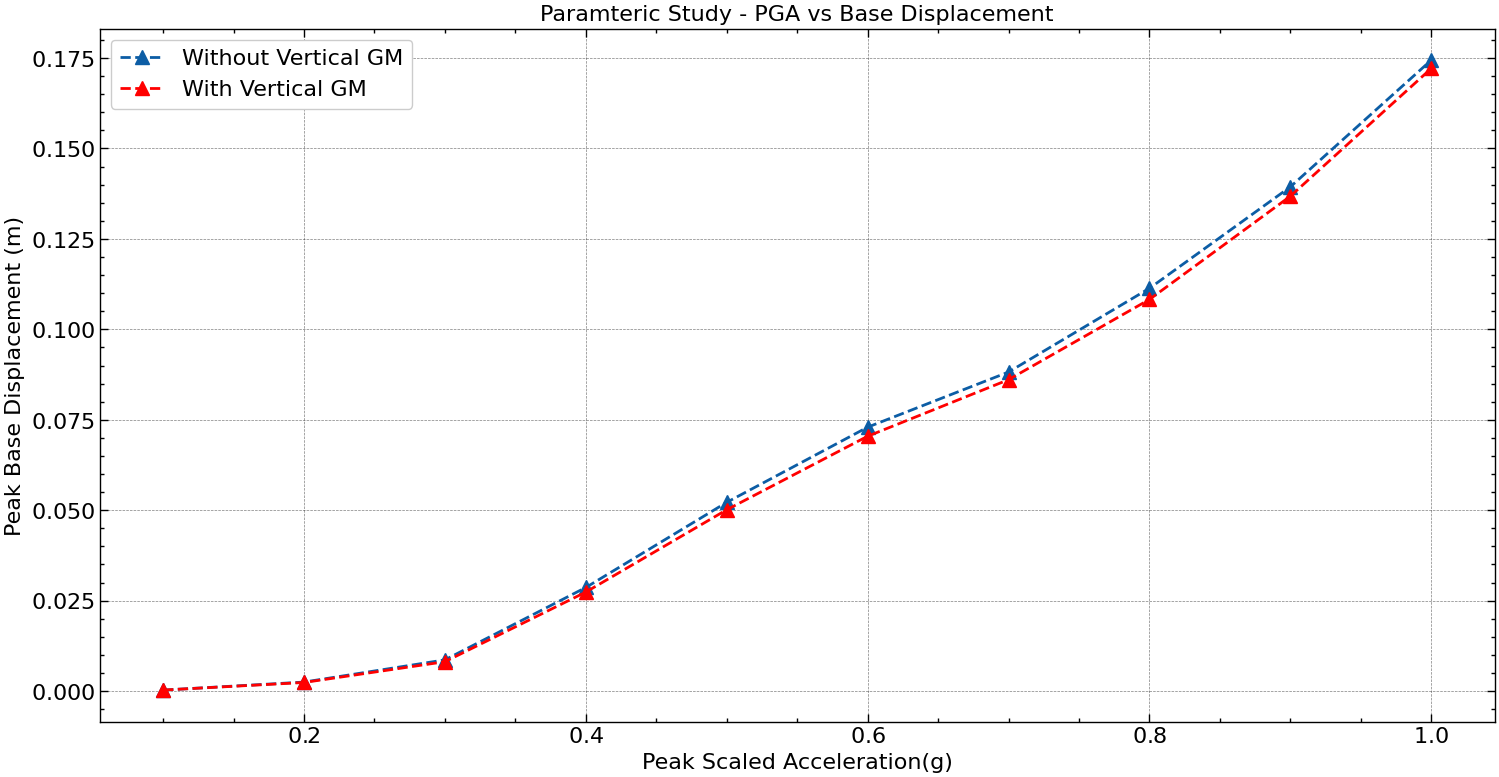 Paramteric Study - PGA vs Base Displacement
Without Vertical GM
With Vertical GM
Peak Base Displacement (m)
0.175
0.150
0.125
0.100
0.075
0.050
0.025
0.000
0.2 0.4 0.6 0.8 1.0
Peak Scaled Acceleration(g)